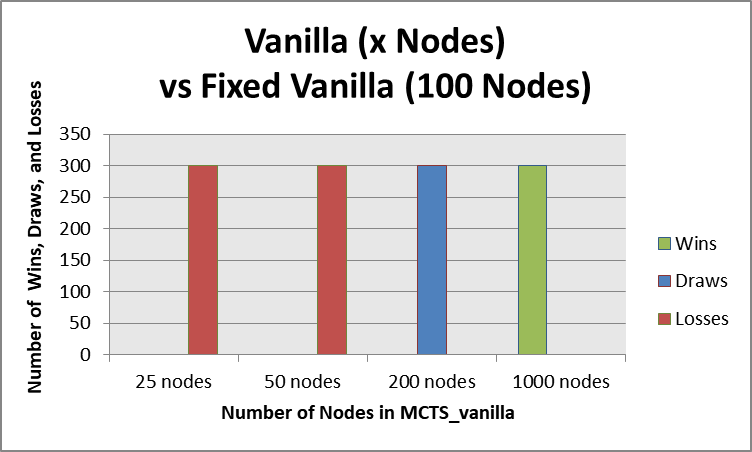 Vanilla (x Nodes)
vs Fixed Vanilla (100 Nodes)
Number of Wins, Draws, and Losses
350
300
250
200
150
100
50
0
25 nodes
50 nodes
200 nodes
1000 nodes
Number of Nodes in MCTS_vanilla
Wins
Draws
Losses